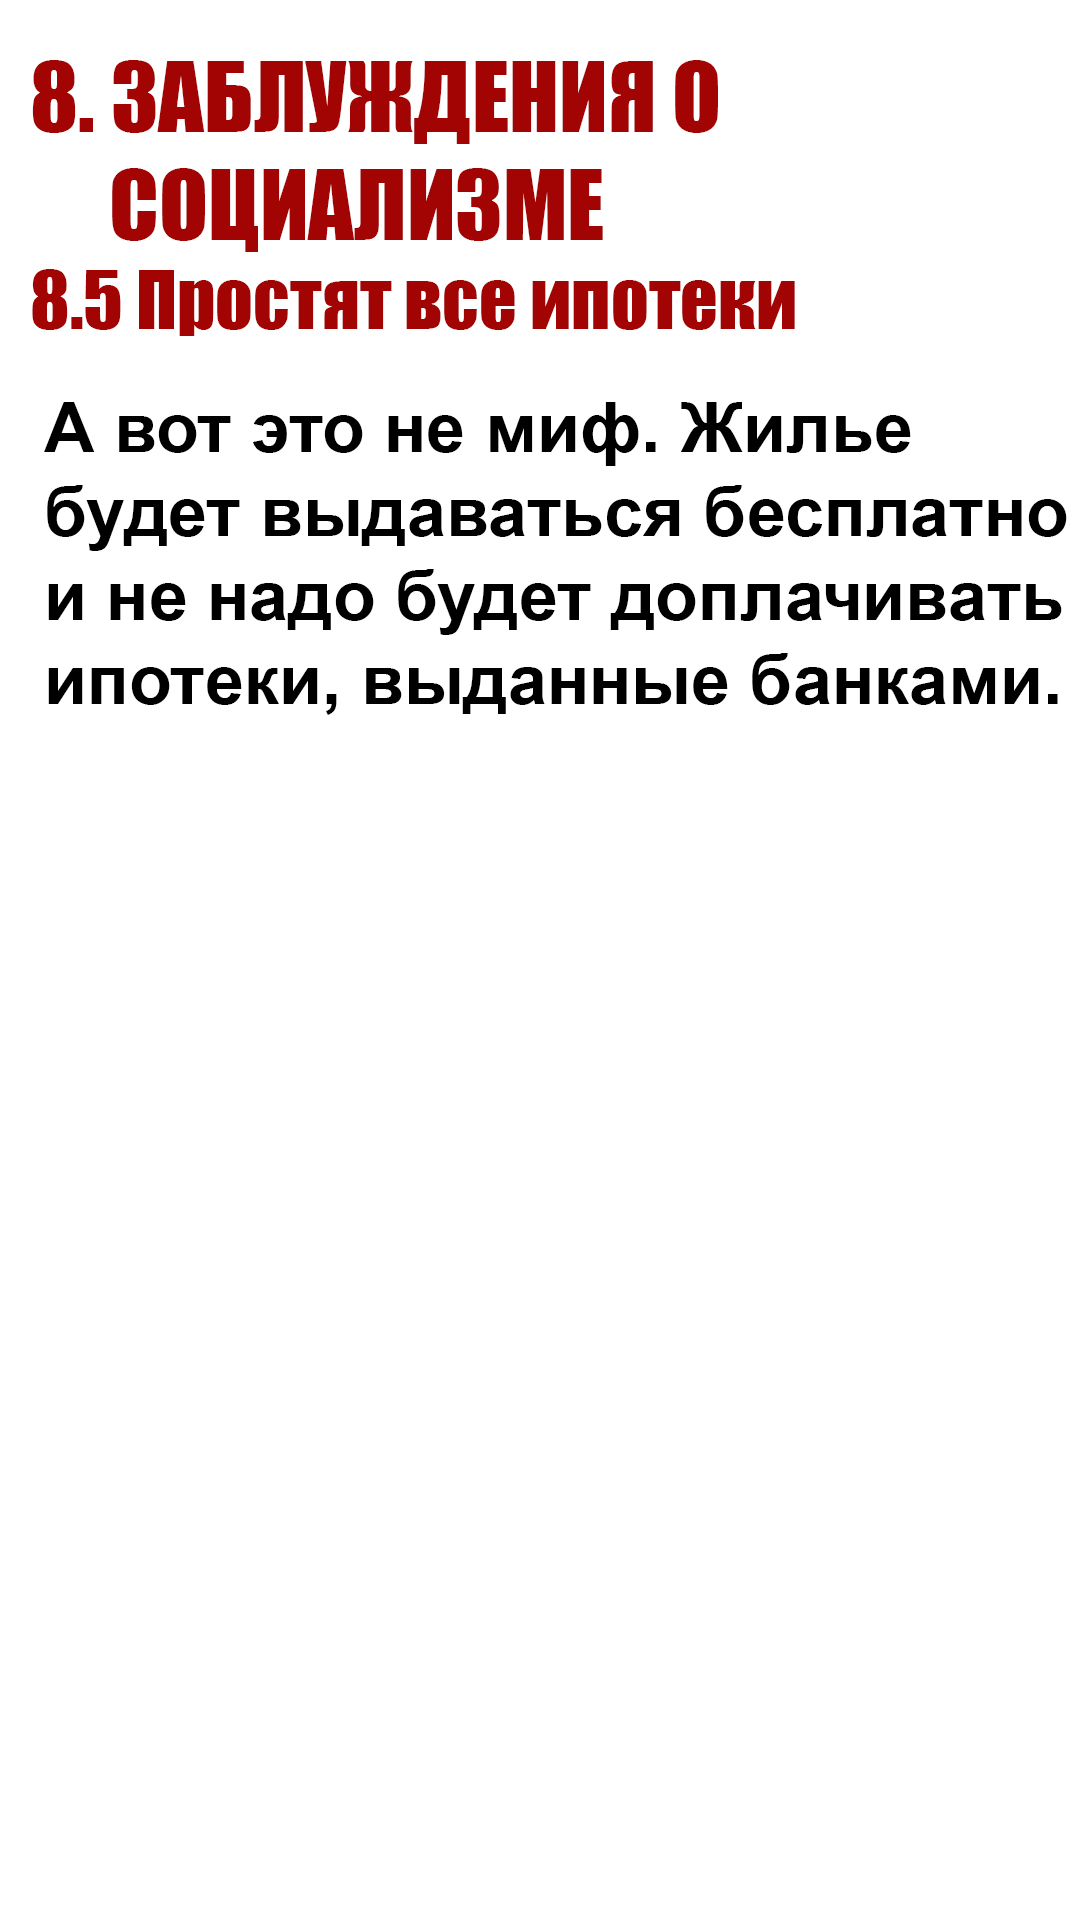 8. ЗАБЛУЖДЕНИЯ О
СОЦИАЛИЗМЕ
8.5 Простят все ипотеки
А вот это не миф. Жилье
будет выдаваться бесплатно
и не надо будет доплачивать
ипотеки, выданные банками.